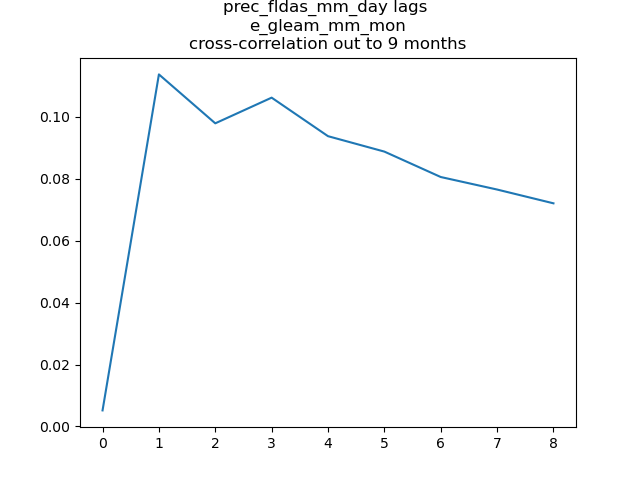 prec_fldas_mm_day lags
e_gleam_mm_mon
cross-correlation out to 9 months
0.10
0.08
0.06
0.04
0.02
0.00
0 1 2 3 4 5 6 7 8